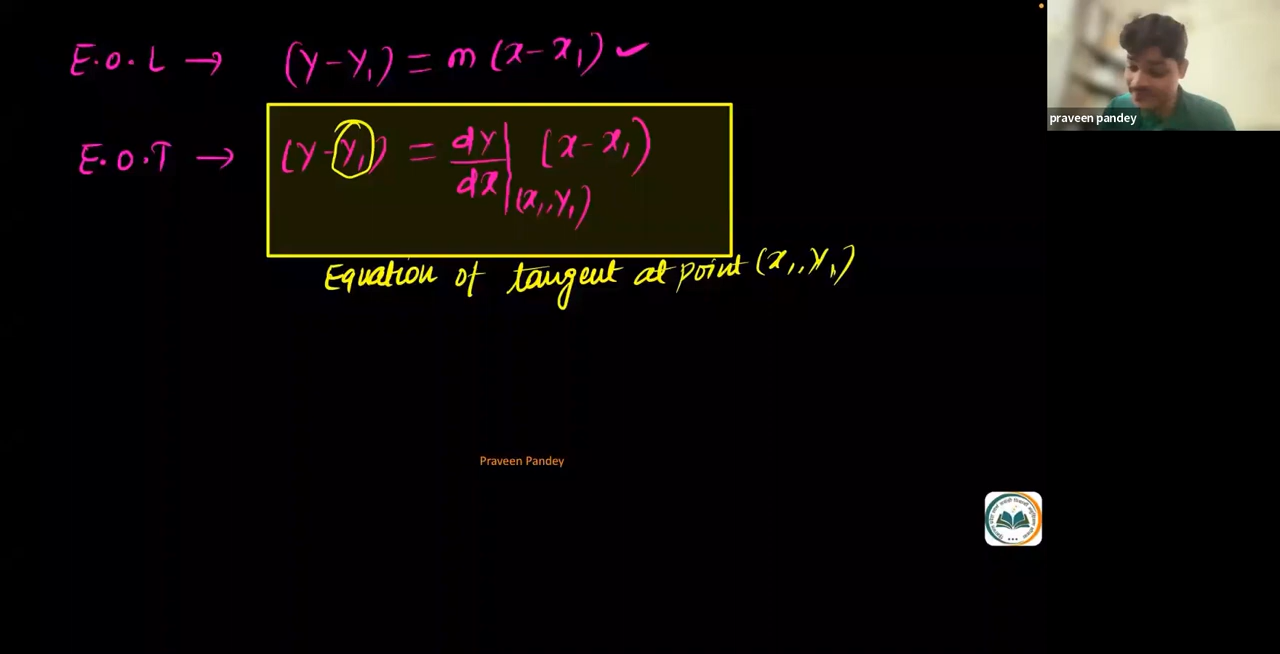 E.O.L → (y-y₁) = m (x-x₁) ✓
praveen pandey
E.O.T → (y-y₁) = dy/dx|(x₁,y₁) (x-x₁)
Equation of tangent at point (x₁,y₁)
Praveen Pandey